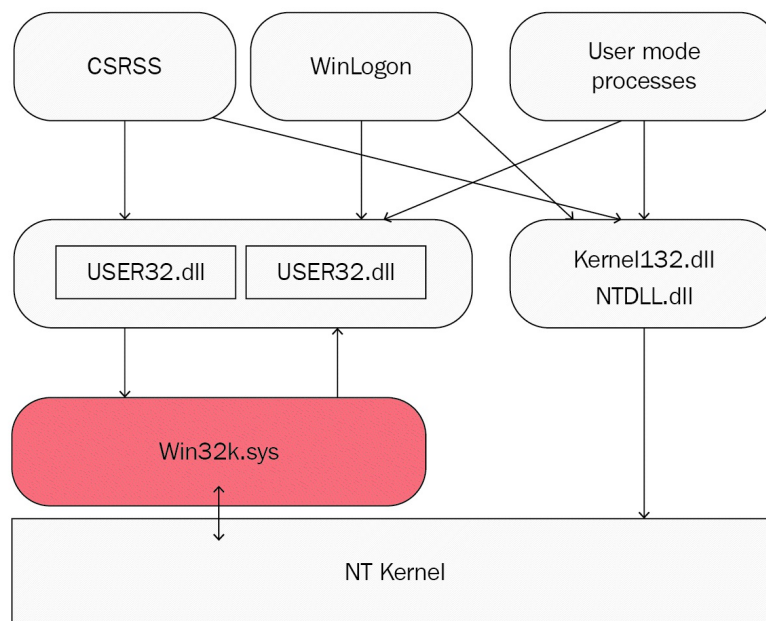 CSRSS
WinLogon
User mode
processes
USER32.dll
USER32.dll
Kernel132.dll
NTDLL.dll
Win32k.sys
NT Kernel